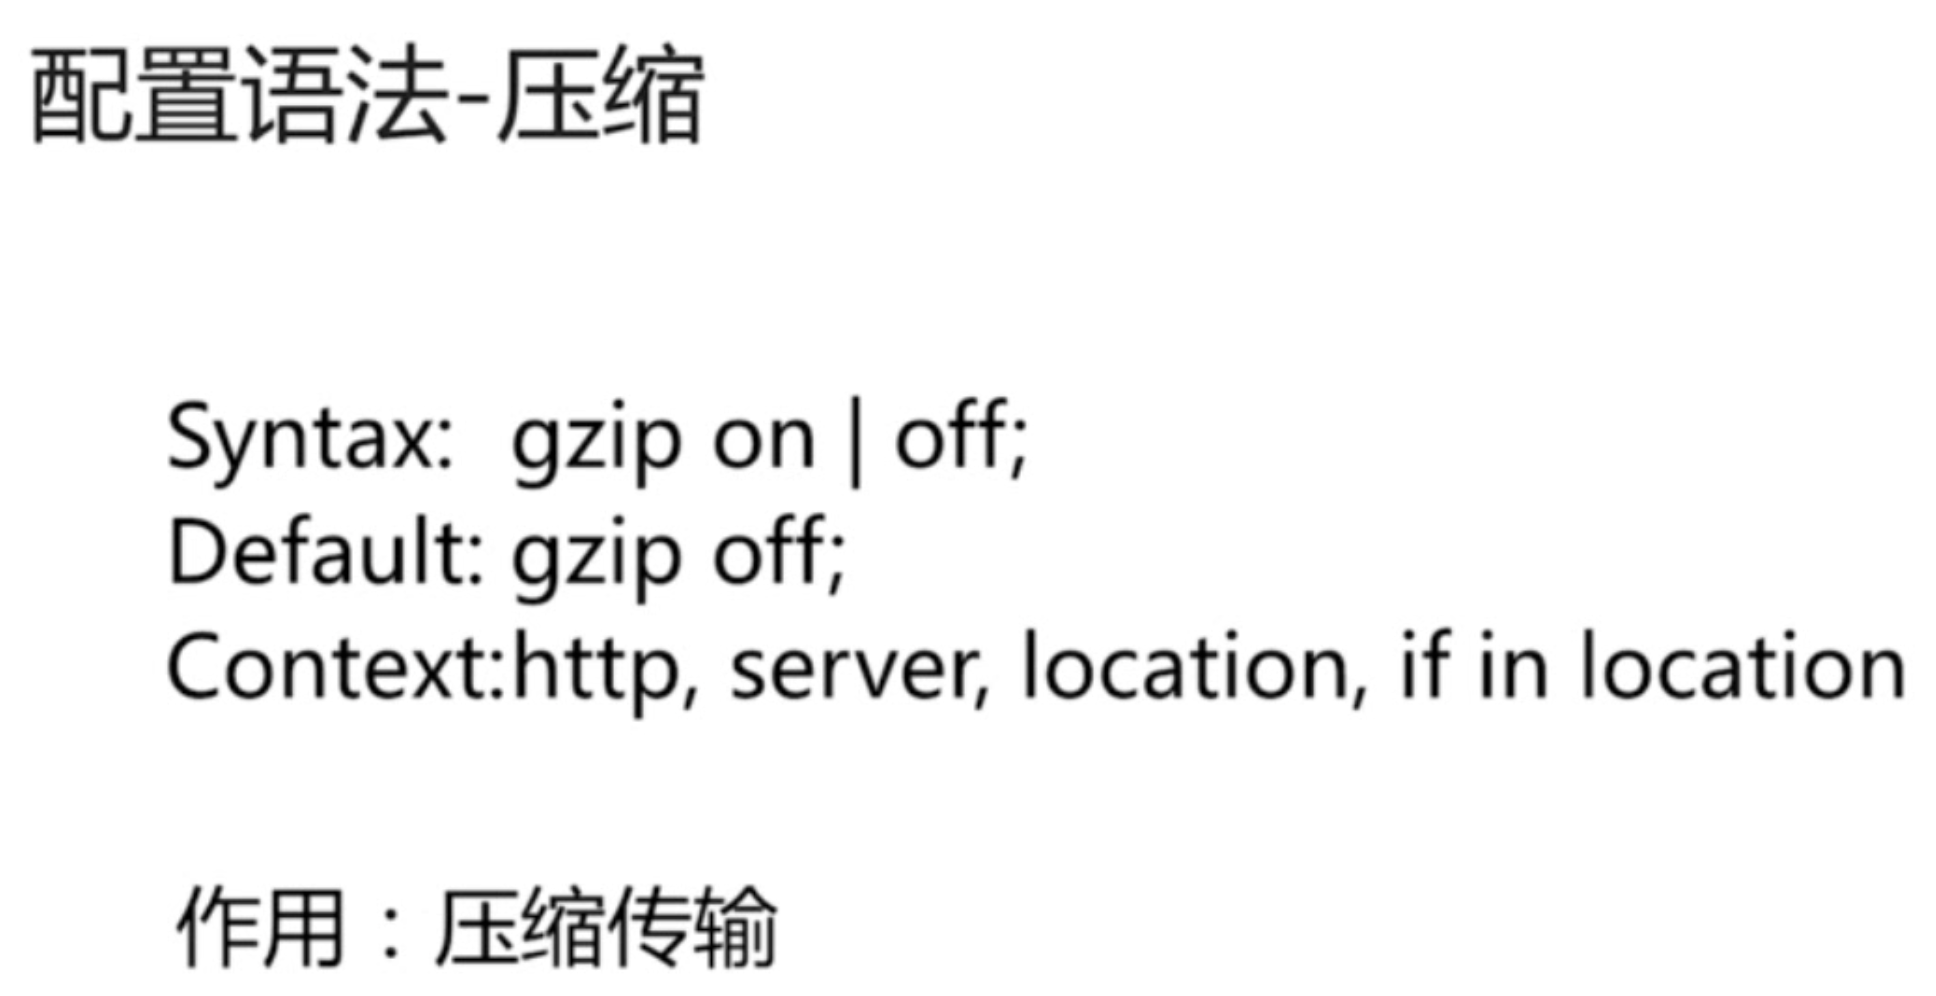 配置语法-压缩
Syntax:  gzip on | off;
Default: gzip off;
Context:http, server, location, if in location
作用：压缩传输